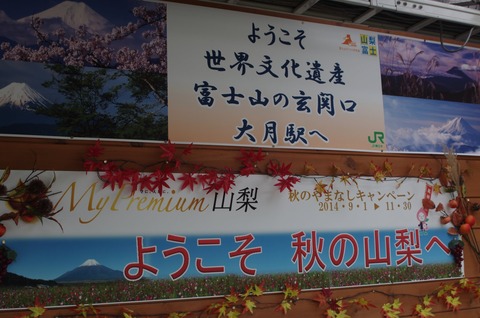 ようこそ
世界文化遺産
富士山の玄関口
大月駅へ
山梨
富士
JR
My Premium 山梨
秋のやまなしキャンペーン
2014・9・1 ▶ 11・30
ようこそ 秋の山梨へ